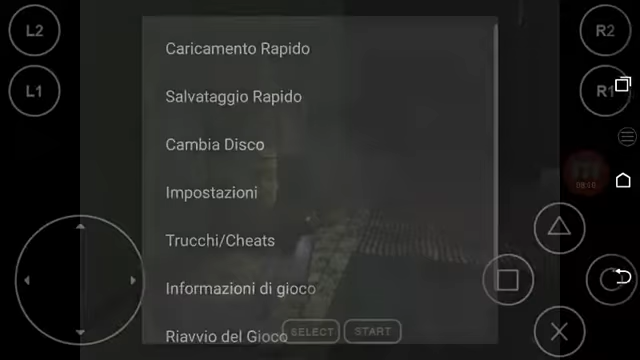 L2
R2
Caricamento Rapido
L1
R1
Salvataggio Rapido
Cambia Disco
Impostazioni
Trucchi/Cheats
Informazioni di gioco
Riavvio del Gioco
SELECT
START